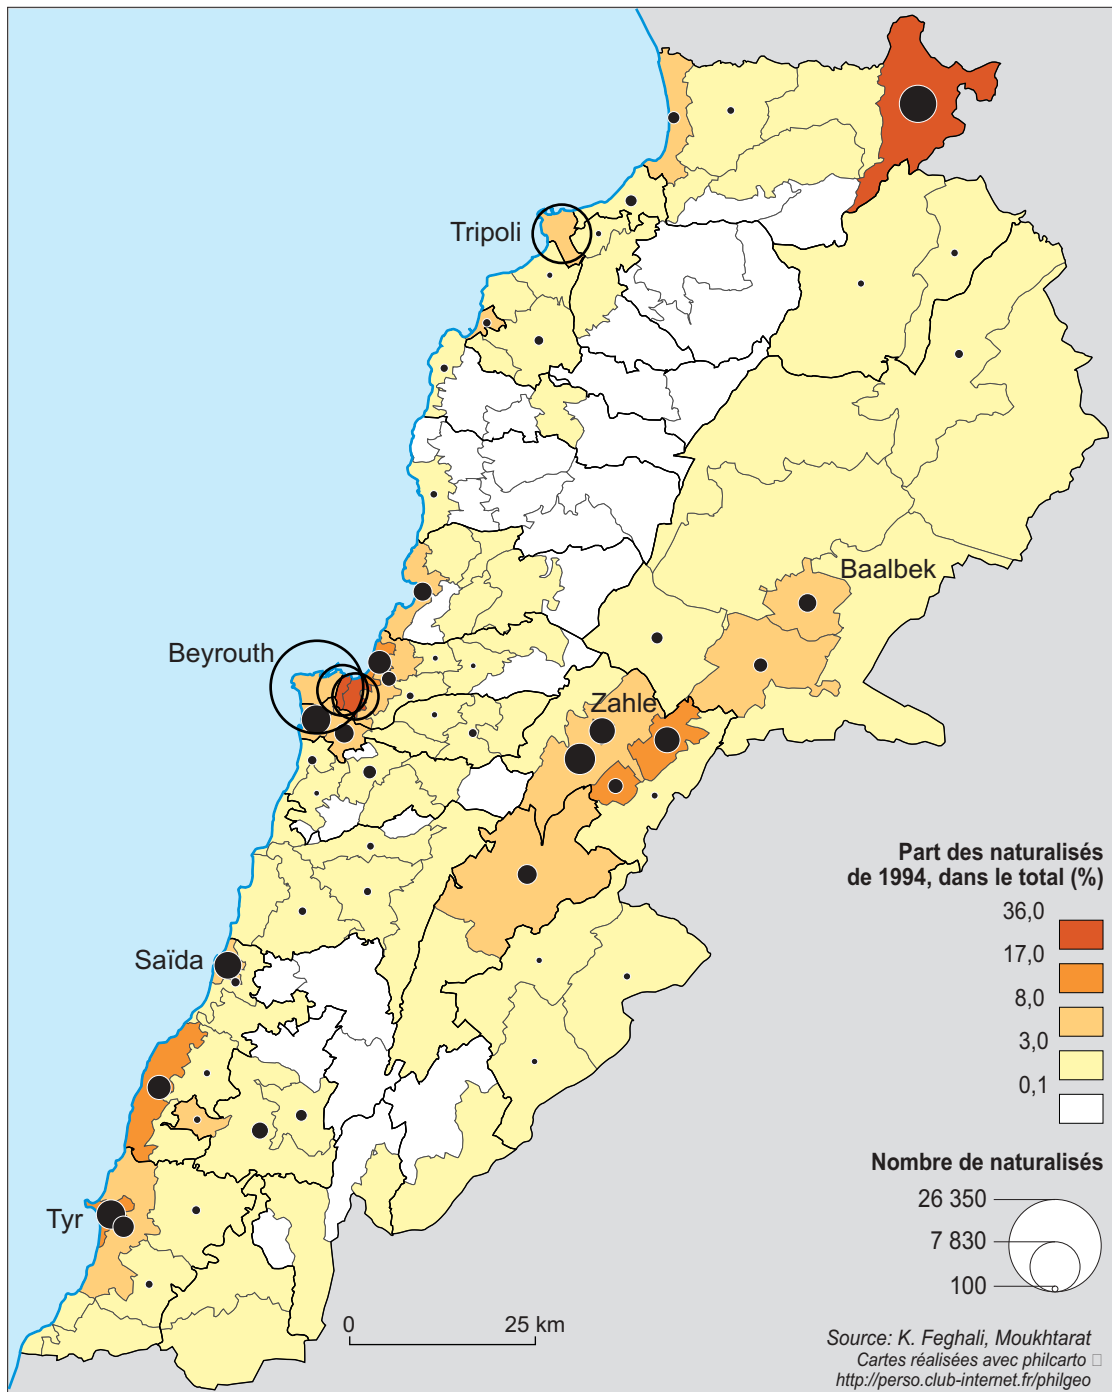 Tripoli
Baalbek
Beyrouth
Zahle
Saïda
Tyr
Part des naturalisés
de 1994, dans le total (%)
36,0
17,0
8,0
3,0
0,1
Nombre de naturalisés
26 350
7 830
100
0 25 km
Source: K. Feghali, Moukhtarat
Cartes réalisées avec philcarto □
http://perso.club-internet.fr/philgeo